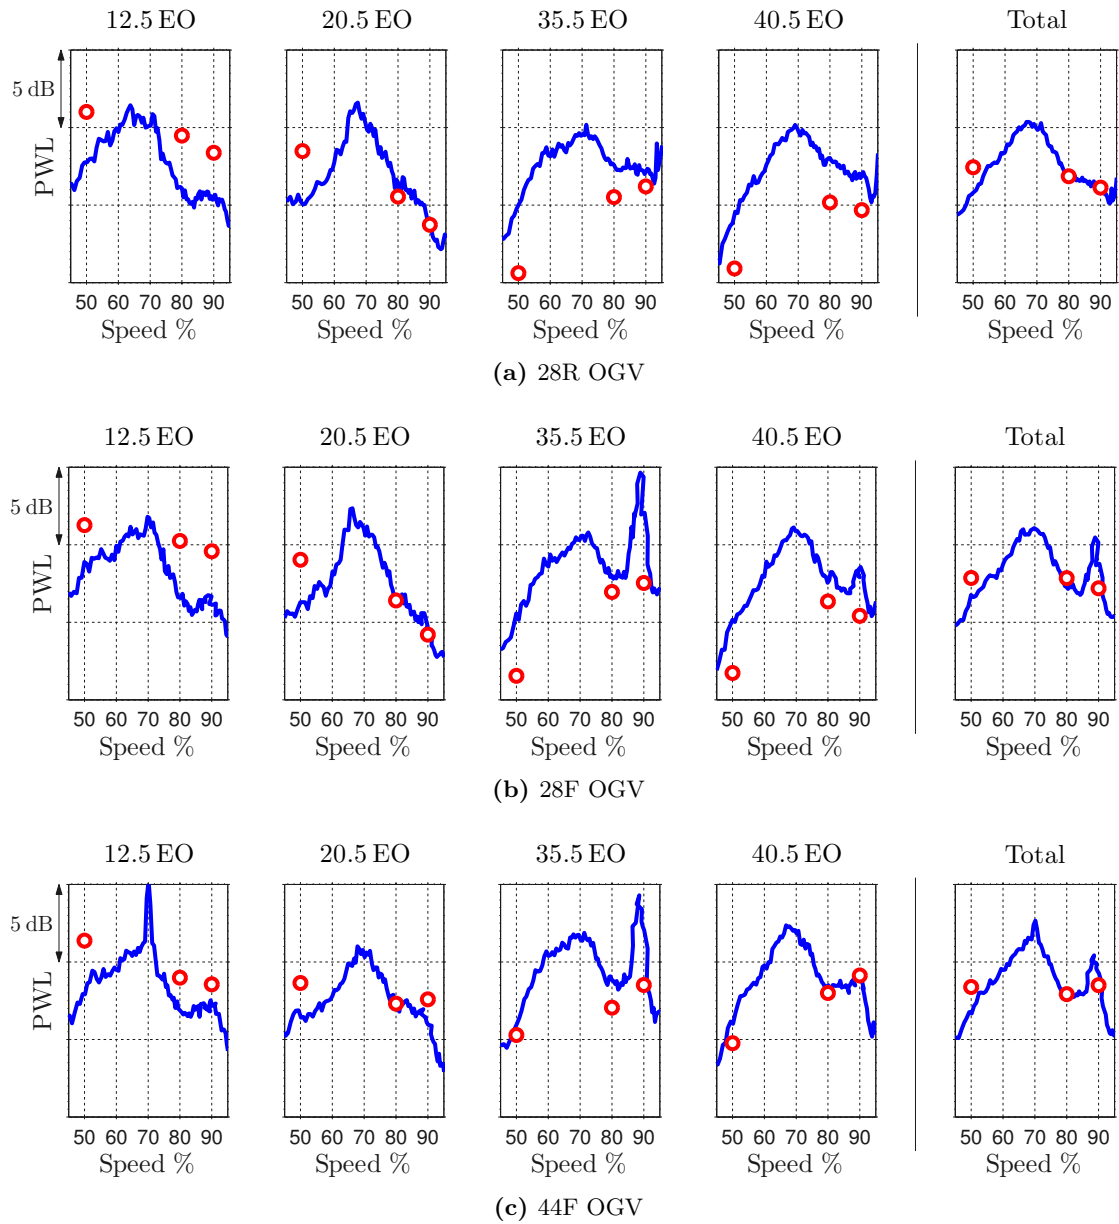 12.5 EO 20.5 EO 35.5 EO 40.5 EO Total
5 dB
PWL
50 60 70 80 90 50 60 70 80 90 50 60 70 80 90 50 60 70 80 90 50 60 70 80 90
Speed % Speed % Speed % Speed % Speed %
(a) 28R OGV
12.5 EO 20.5 EO 35.5 EO 40.5 EO Total
5 dB
PWL
50 60 70 80 90 50 60 70 80 90 50 60 70 80 90 50 60 70 80 90 50 60 70 80 90
Speed % Speed % Speed % Speed % Speed %
(b) 28F OGV
12.5 EO 20.5 EO 35.5 EO 40.5 EO Total
5 dB
PWL
50 60 70 80 90 50 60 70 80 90 50 60 70 80 90 50 60 70 80 90 50 60 70 80 90
Speed % Speed % Speed % Speed % Speed %
(c) 44F OGV